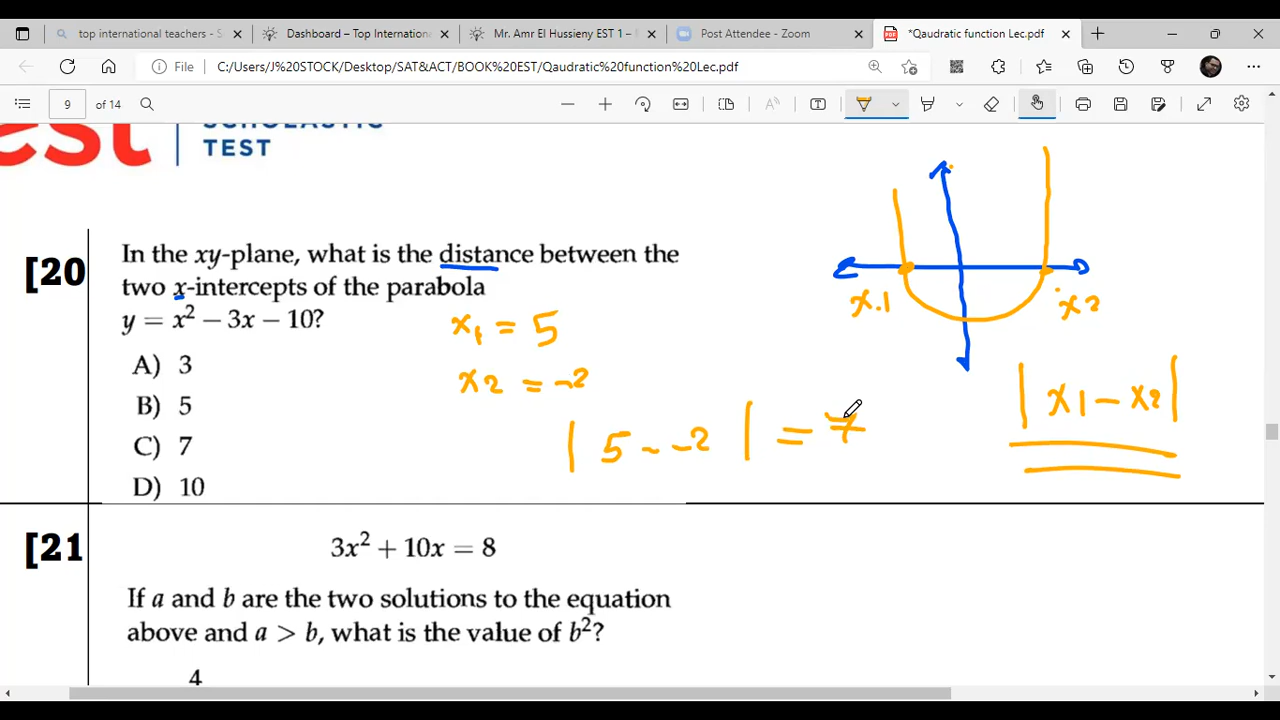 top international teachers - S
Dashboard – Top Internation
Mr. Amr El Hussieny EST 1 –
Post Attendee - Zoom
*Qaudratic function Lec.pdf
File
C:/Users/J%20STOCK/Desktop/SAT&ACT/BOOK%20EST/Qaudratic%20function%20Lec.pdf
9 of 14
est
SCHOLASTIC
TEST
[20
In the xy-plane, what is the distance between the
two x-intercepts of the parabola
y = x² − 3x − 10?
A) 3
B) 5
C) 7
D) 10
x1 = 5
x2 = -2
| 5 - -2 | = 7
x.1
x2
| x1 - x2 |
[21
3x² + 10x = 8
If a and b are the two solutions to the equation
above and a > b, what is the value of b²?
4